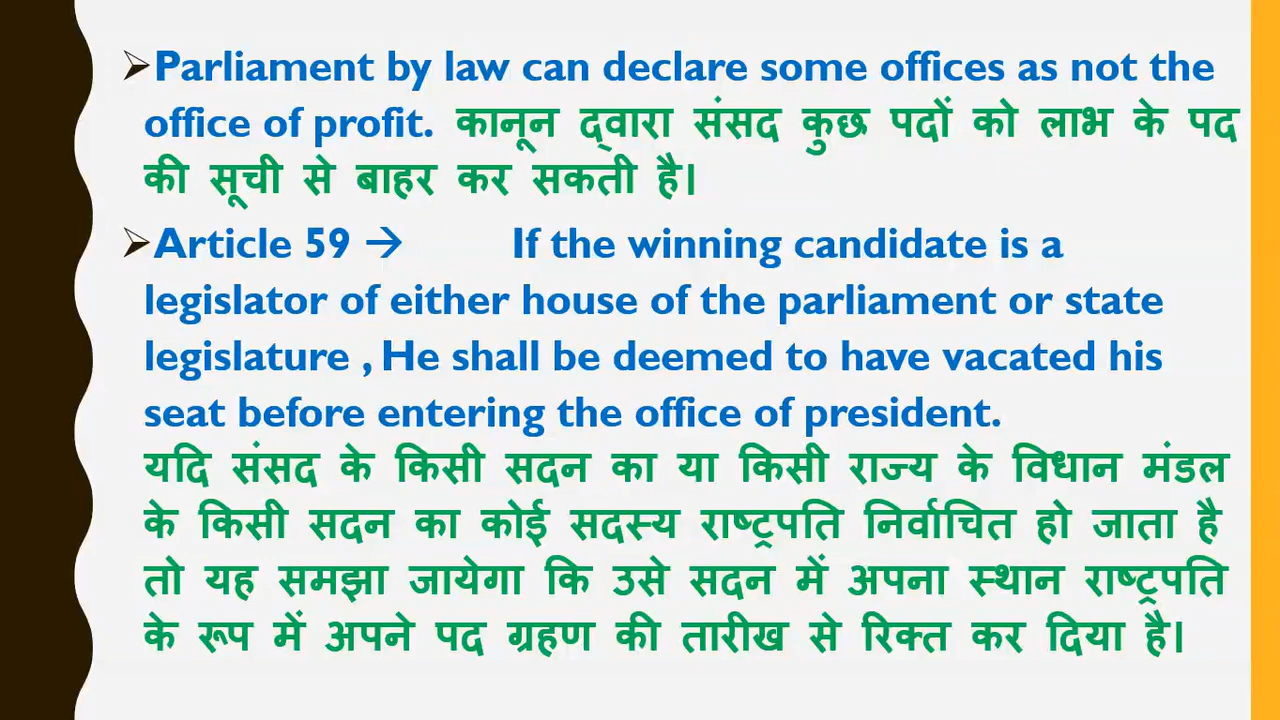 ➢Parliament by law can declare some offices as not the
office of profit. कानून द्वारा संसद कुछ पदों को लाभ के पद
की सूची से बाहर कर सकती है।
➢Article 59 → If the winning candidate is a
legislator of either house of the parliament or state
legislature , He shall be deemed to have vacated his
seat before entering the office of president.
यदि संसद के किसी सदन का या किसी राज्य के विधान मंडल
के किसी सदन का कोई सदस्य राष्ट्रपति निर्वाचित हो जाता है
तो यह समझा जायेगा कि उसे सदन में अपना स्थान राष्ट्रपति
के रूप में अपने पद ग्रहण की तारीख से रिक्त कर दिया है।